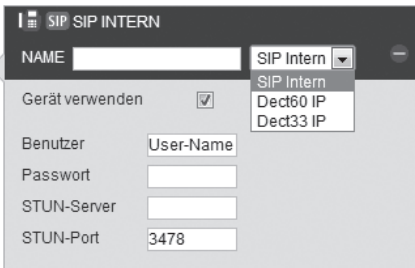 SIP SIP INTERN
NAME SIP Intern
SIP Intern
Dect60 IP
Dect33 IP
Gerät verwenden
Benutzer User-Name
Passwort
STUN-Server
STUN-Port 3478